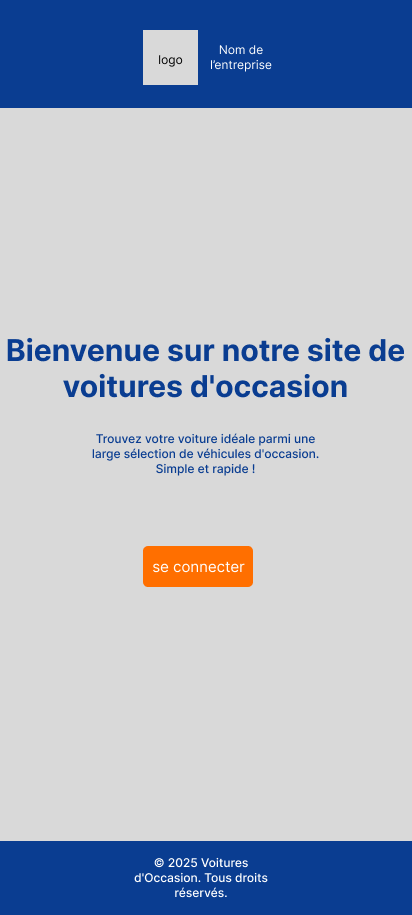 logo
Nom de
l’entreprise
Bienvenue sur notre site de
voitures d'occasion
Trouvez votre voiture idéale parmi une
large sélection de véhicules d'occasion.
Simple et rapide !
se connecter
© 2025 Voitures
d'Occasion. Tous droits
réservés.